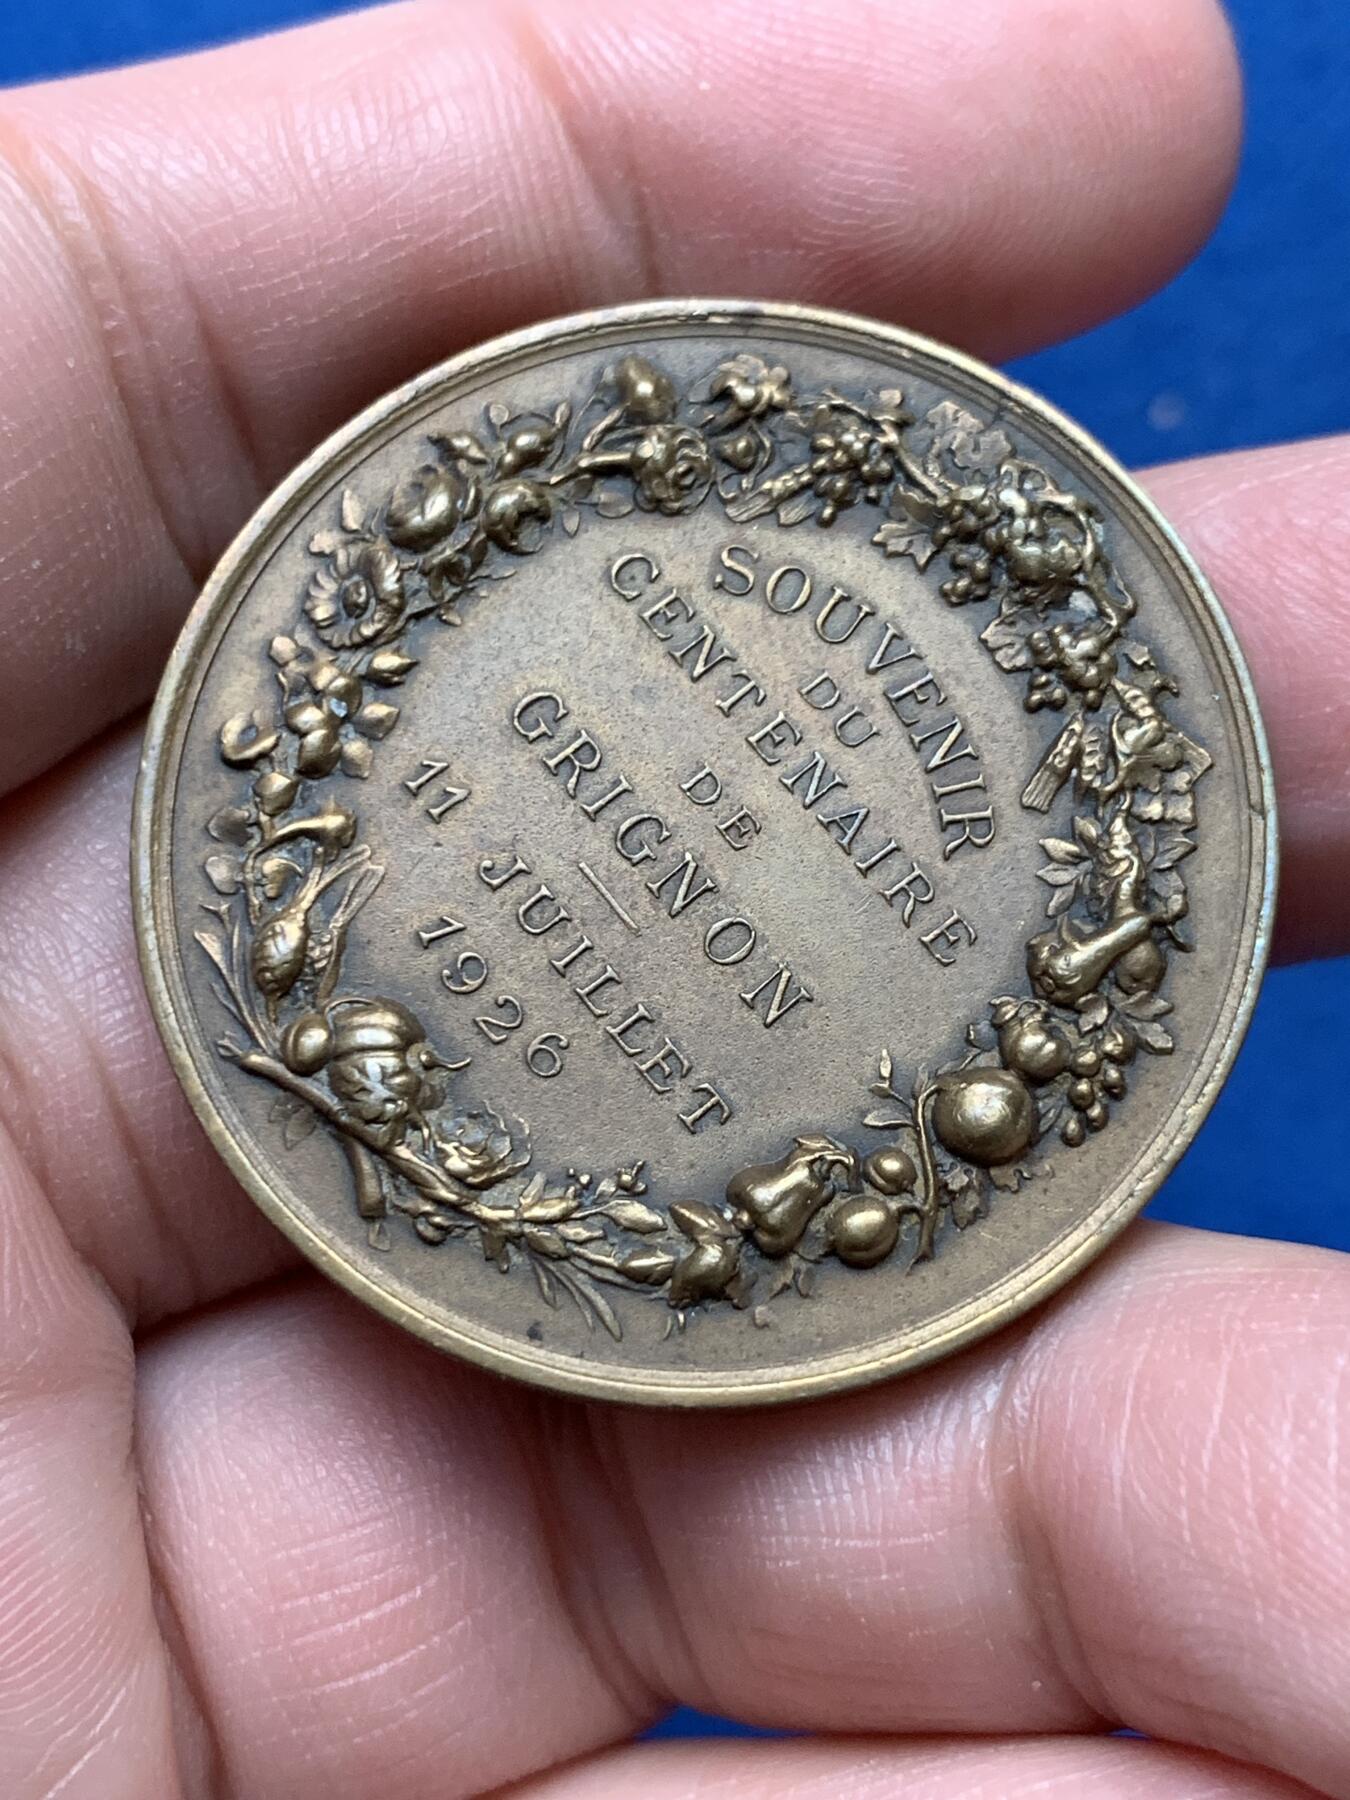 SOUVENIR
DU
CENTENAIRE
DE
GRIGNON
11 JUILLET
1926